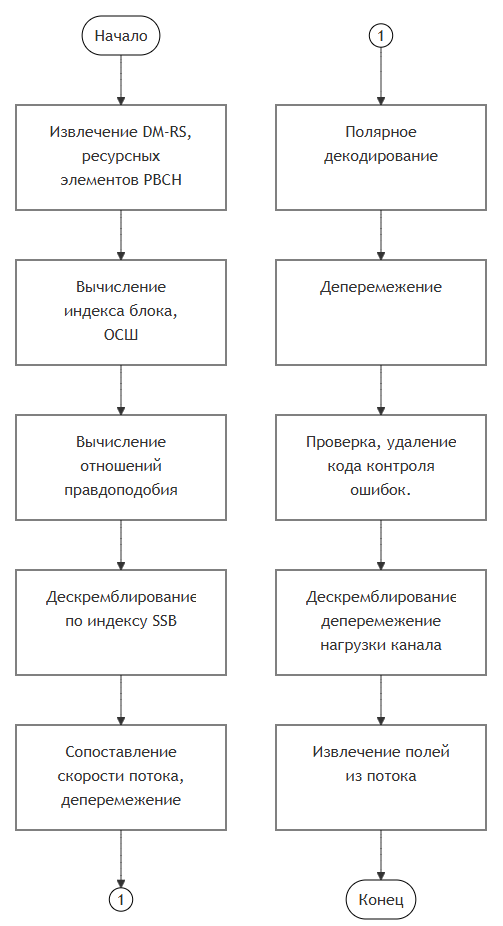 Начало
Извлечение DM-RS,
ресурсных
элементов PBCH
Вычисление
индекса блока,
ОСШ
Вычисление
отношений
правдоподобия
Дескремблирование
по индексу SSB
Сопоставление
скорости потока,
деперемежение
1
1
Полярное
декодирование
Деперемежение
Проверка, удаление
кода контроля
ошибок.
Дескремблирование
деперемежение
нагрузки канала
Извлечение полей
из потока
Конец